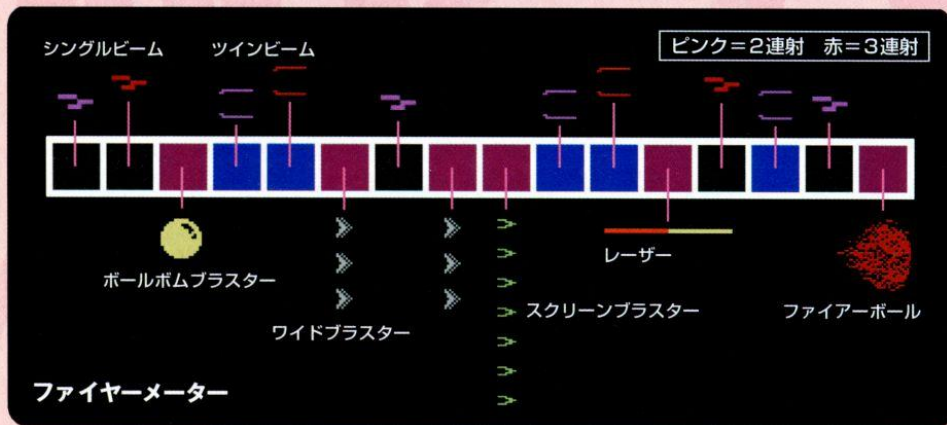 シングルビーム
ツインビーム
ピンク=2連射 赤=3連射
ボールボムブラスター
ワイドブラスター
レーザー
スクリーンブラスター
ファイアーボール
ファイヤーメーター